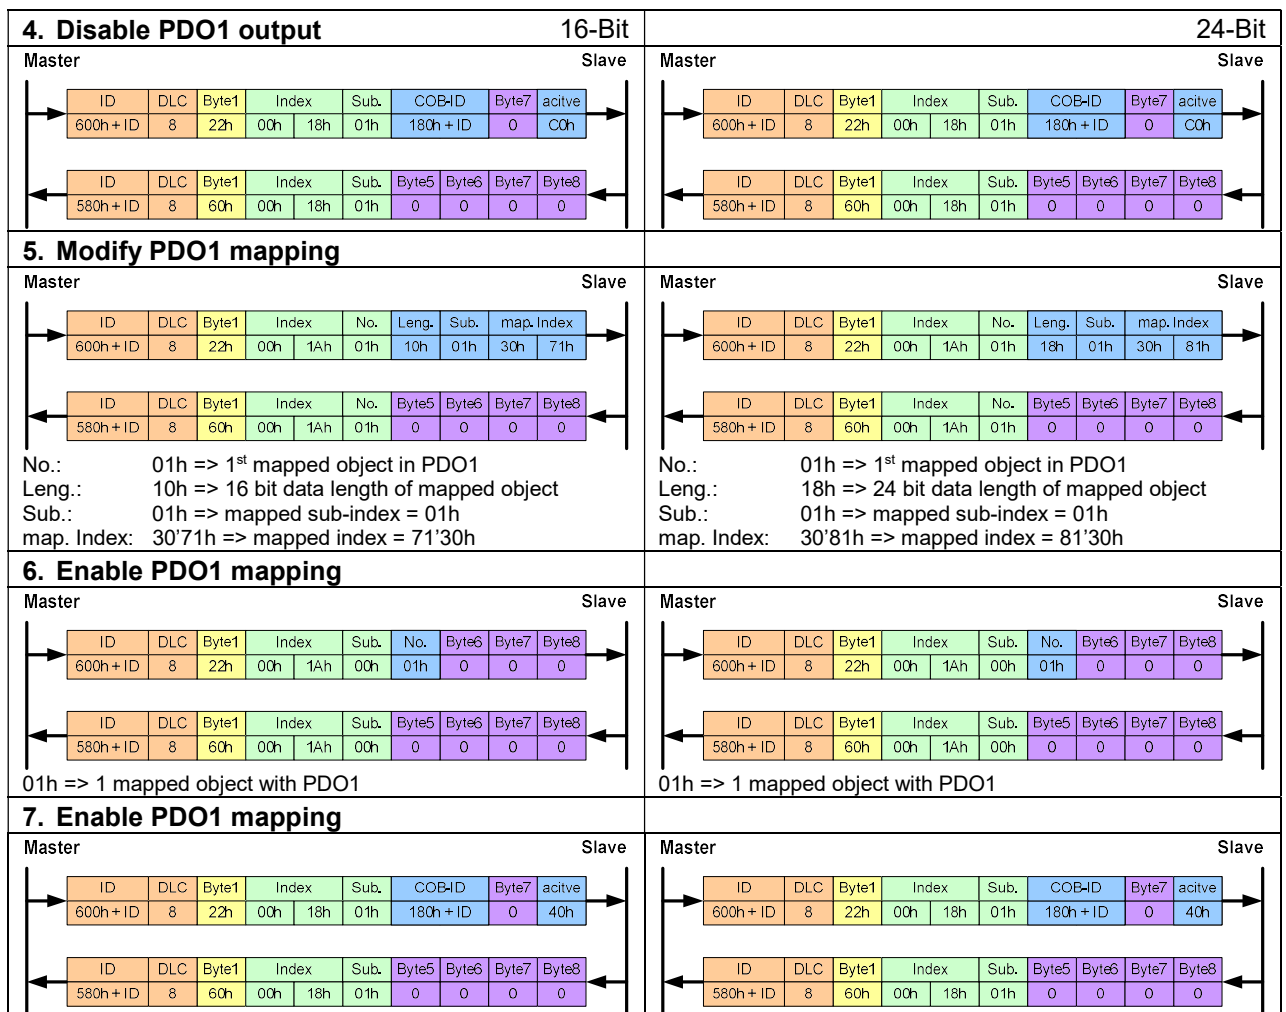 4. Disable PDO1 output 16-Bit 24-Bit
Master Slave Master Slave
ID DLC Byte1 Index Sub. COB-ID Byte7 acitve ID DLC Byte1 Index Sub. COB-ID Byte7 acitve
600h + ID 8 22h 00h 18h 01h 180h + ID 0 C0h 600h + ID 8 22h 00h 18h 01h 180h + ID 0 C0h
ID DLC Byte1 Index Sub. Byte5 Byte6 Byte7 Byte8 ID DLC Byte1 Index Sub. Byte5 Byte6 Byte7 Byte8
580h + ID 8 60h 00h 18h 01h 0 0 0 0 580h + ID 8 60h 00h 18h 01h 0 0 0 0
5. Modify PDO1 mapping
Master Slave Master Slave
ID DLC Byte1 Index No. Leng. Sub. map. Index ID DLC Byte1 Index No. Leng. Sub. map. Index
600h + ID 8 22h 00h 1Ah 01h 10h 01h 30h 71h 600h + ID 8 22h 00h 1Ah 01h 18h 01h 30h 81h
ID DLC Byte1 Index No. Byte5 Byte6 Byte7 Byte8 ID DLC Byte1 Index No. Byte5 Byte6 Byte7 Byte8
580h + ID 8 60h 00h 1Ah 01h 0 0 0 0 580h + ID 8 60h 00h 1Ah 01h 0 0 0 0
No.: 01h => 1st mapped object in PDO1 No.: 01h => 1st mapped object in PDO1
Leng.: 10h => 16 bit data length of mapped object Leng.: 18h => 24 bit data length of mapped object
Sub.: 01h => mapped sub-index = 01h Sub.: 01h => mapped sub-index = 01h
map. Index: 30’71h => mapped index = 71’30h map. Index: 30’81h => mapped index = 81’30h
6. Enable PDO1 mapping
Master Slave Master Slave
ID DLC Byte1 Index Sub. No. Byte6 Byte7 Byte8 ID DLC Byte1 Index Sub. No. Byte6 Byte7 Byte8
600h + ID 8 22h 00h 1Ah 00h 01h 0 0 0 600h + ID 8 22h 00h 1Ah 00h 01h 0 0 0
ID DLC Byte1 Index Sub. Byte5 Byte6 Byte7 Byte8 ID DLC Byte1 Index Sub. Byte5 Byte6 Byte7 Byte8
580h + ID 8 60h 00h 1Ah 00h 0 0 0 0 580h + ID 8 60h 00h 1Ah 00h 0 0 0 0
01h => 1 mapped object with PDO1 01h => 1 mapped object with PDO1
7. Enable PDO1 mapping
Master Slave Master Slave
ID DLC Byte1 Index Sub. COB-ID Byte7 acitve ID DLC Byte1 Index Sub. COB-ID Byte7 acitve
600h + ID 8 22h 00h 18h 01h 180h + ID 0 40h 600h + ID 8 22h 00h 18h 01h 180h + ID 0 40h
ID DLC Byte1 Index Sub. Byte5 Byte6 Byte7 Byte8 ID DLC Byte1 Index Sub. Byte5 Byte6 Byte7 Byte8
580h + ID 8 60h 00h 18h 01h 0 0 0 0 580h + ID 8 60h 00h 18h 01h 0 0 0 0